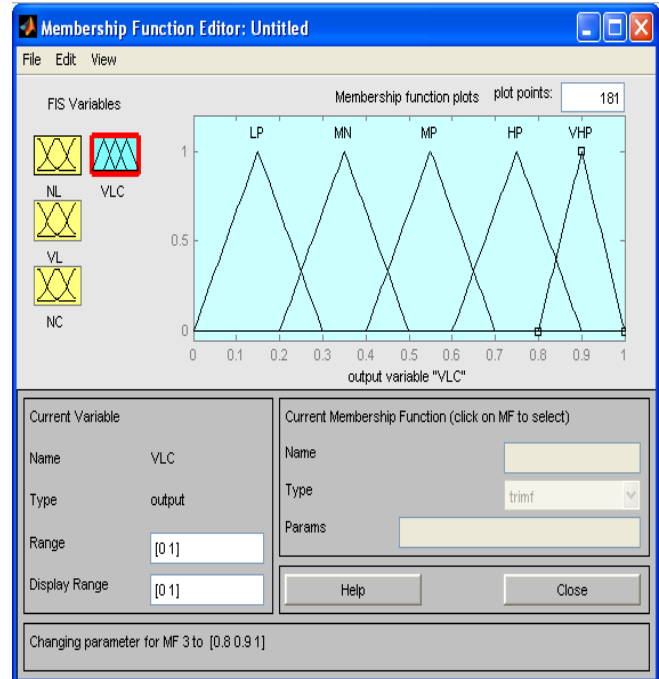 Membership Function Editor: Untitled
File Edit View
FIS Variables
Membership function plots plot points: 181
NL VLC
VL
NC
LP MN MP HP VHP
1
0.5
0
0 0.1 0.2 0.3 0.4 0.5 0.6 0.7 0.8 0.9 1
output variable "VLC"
Current Variable
Name VLC
Type output
Range [0 1]
Display Range [0 1]
Current Membership Function (click on MF to select)
Name
Type trimf
Params
Help Close
Changing parameter for MF 3 to [0.8 0.9 1]